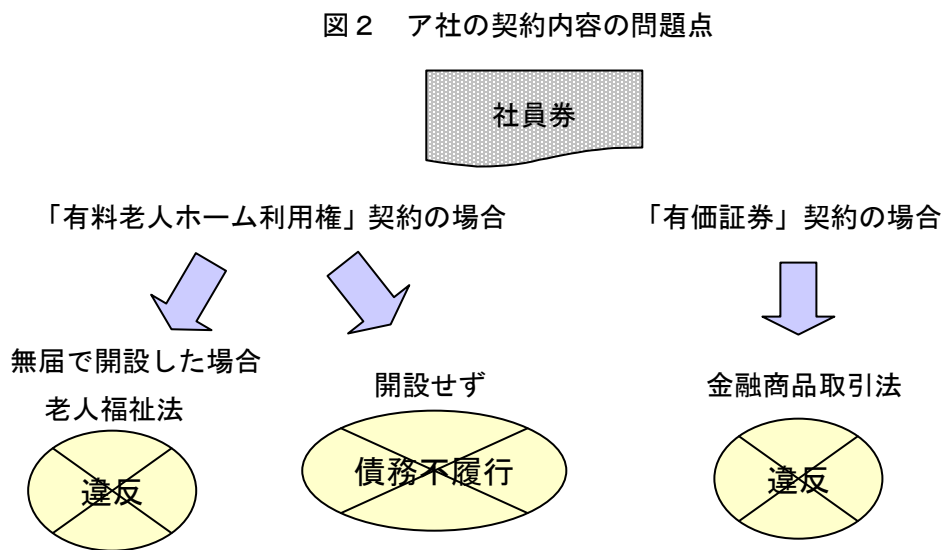 図２　ア社の契約内容の問題点
社員券
「有料老人ホーム利用権」契約の場合
「有価証券」契約の場合
無届で開設した場合
老人福祉法
違反
開設せず
債務不履行
金融商品取引法
違反